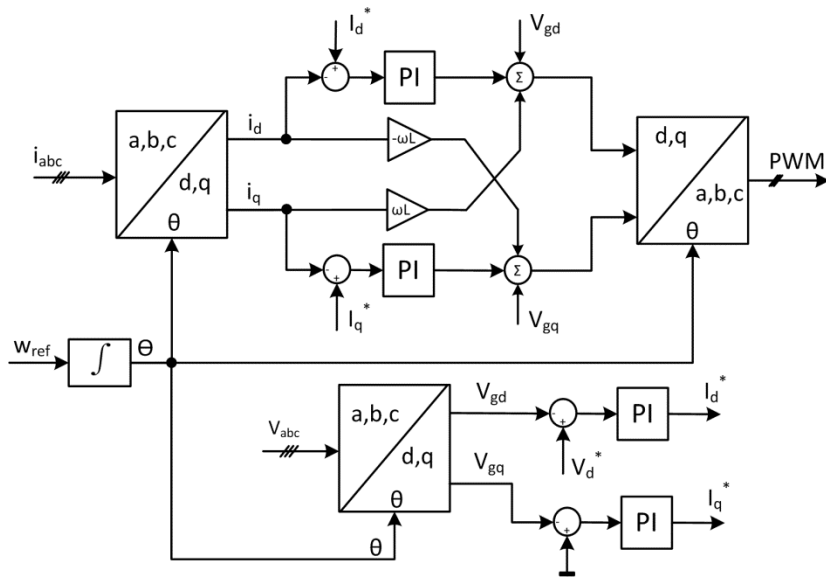 I_d^*
V_gd
- +
PI
Σ
a,b,c
d,q
θ
i_abc
i_d
-ωL
i_q
ωL
d,q
a,b,c
θ
PWM
- +
PI
Σ
I_q^*
V_gq
w_ref
∫
Θ
V_abc
a,b,c
d,q
θ
V_gd
- +
PI
I_d^*
V_d^*
V_gq
- +
PI
I_q^*
θ